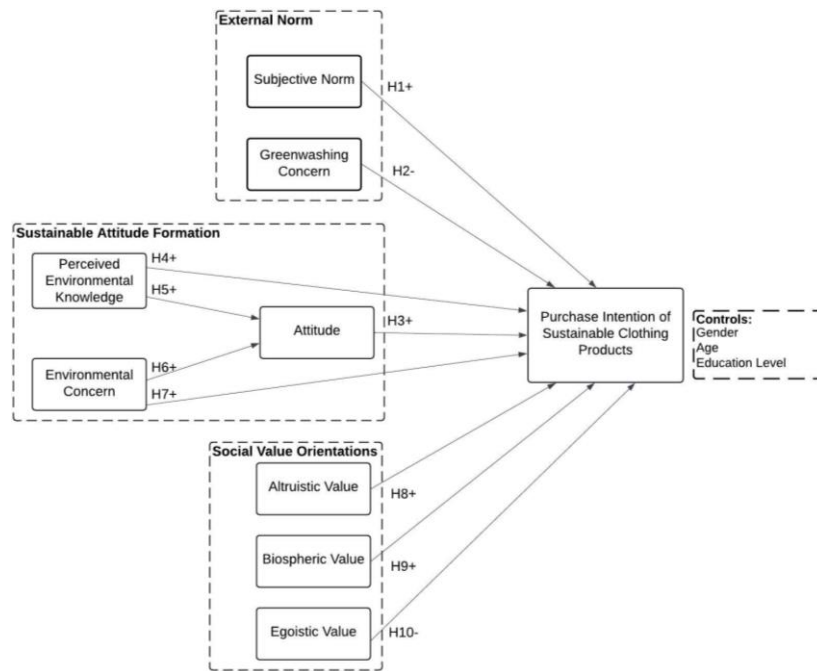 External Norm
Subjective Norm
H1+
Greenwashing
Concern
H2-
Sustainable Attitude Formation
Perceived
Environmental
Knowledge
H4+
H5+
Attitude
H3+
Environmental
Concern
H6+
H7+
Purchase Intention of
Sustainable Clothing
Products
Controls:
Gender
Age
Education Level
Social Value Orientations
Altruistic Value
H8+
Biospheric Value
H9+
Egoistic Value
H10-